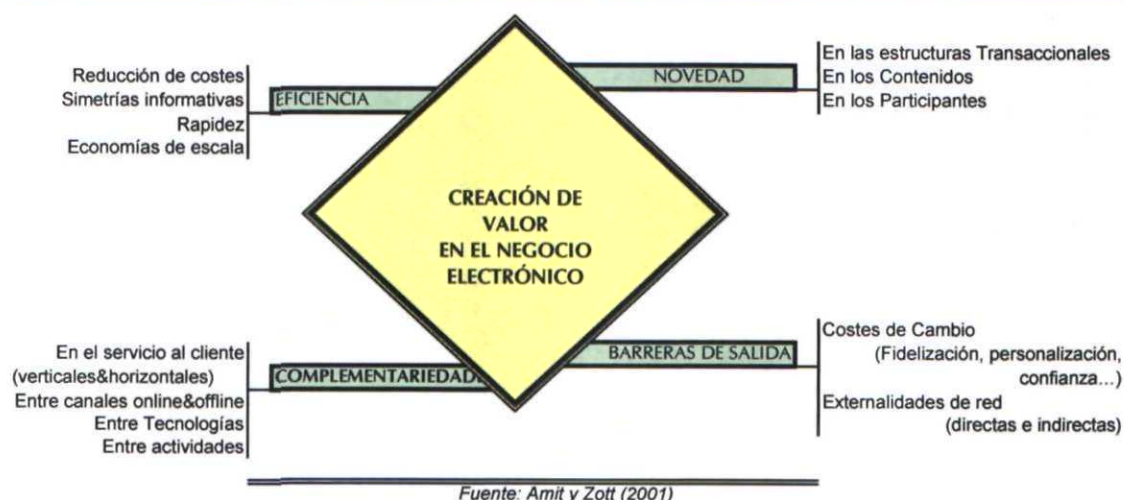 Reducción de costes
Simetrías informativas
Rapidez
Economías de escala
EFICIENCIA
NOVEDAD
En las estructuras Transaccionales
En los Contenidos
En los Participantes
CREACIÓN DE
VALOR
EN EL NEGOCIO
ELECTRÓNICO
En el servicio al cliente
(verticales&horizontales)
Entre canales online&offline
Entre Tecnologías
Entre actividades
COMPLEMENTARIEDAD
BARRERAS DE SALIDA
Costes de Cambio
(Fidelización, personalización,
confianza...)
Externalidades de red
(directas e indirectas)
Fuente: Amit y Zott (2001)